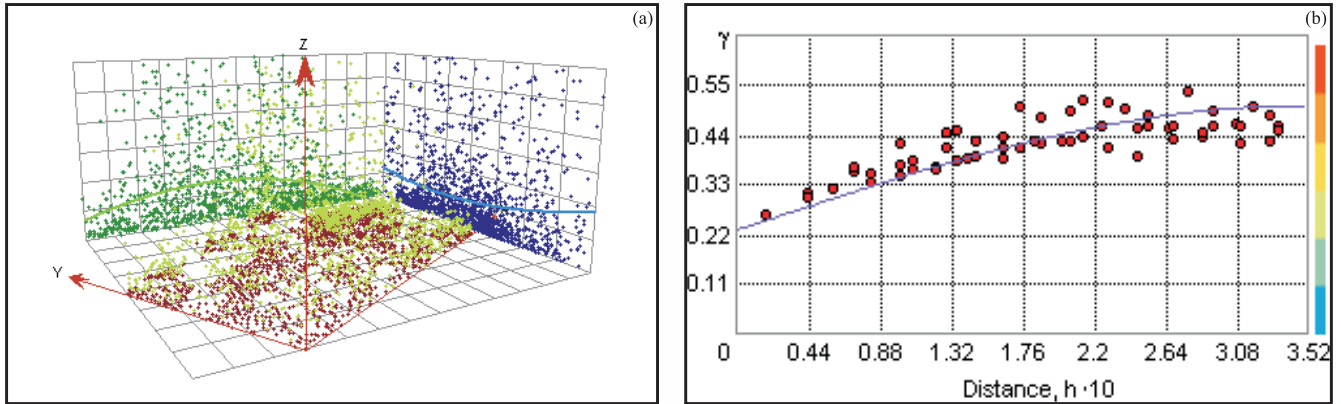 (a)
Z
Y
(b)
γ
0.55
0.44
0.33
0.22
0.11
0 0.44 0.88 1.32 1.76 2.2 2.64 3.08 3.52
Distance, h ·10